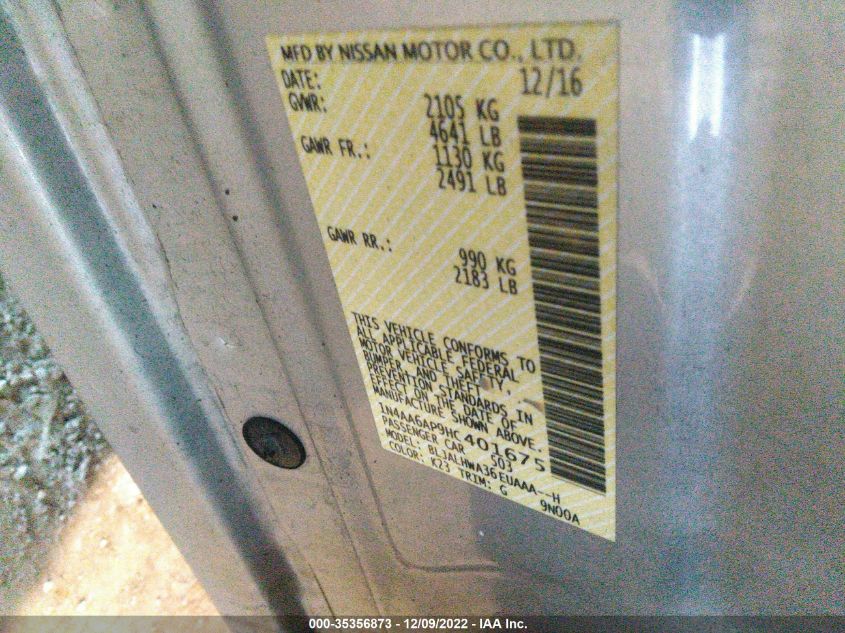 MFD BY NISSAN MOTOR CO., LTD.
DATE: 12/16
GVWR: 2105 KG
4641 LB
GAWR FR.: 1130 KG
2491 LB
GAWR RR.: 990 KG
2183 LB
THIS VEHICLE CONFORMS TO
ALL APPLICABLE FEDERAL
MOTOR VEHICLE SAFETY,
BUMPER, AND THEFT
PREVENTION STANDARDS IN
EFFECT ON THE DATE OF
MANUFACTURE SHOWN ABOVE.
1N4AA6AP9HC401675
PASSENGER CAR 503
MODEL: BLJALHWA36EUAAA--H
COLOR: K23 TRIM: G 9N00A
000-35356873 - 12/09/2022 - IAA Inc.